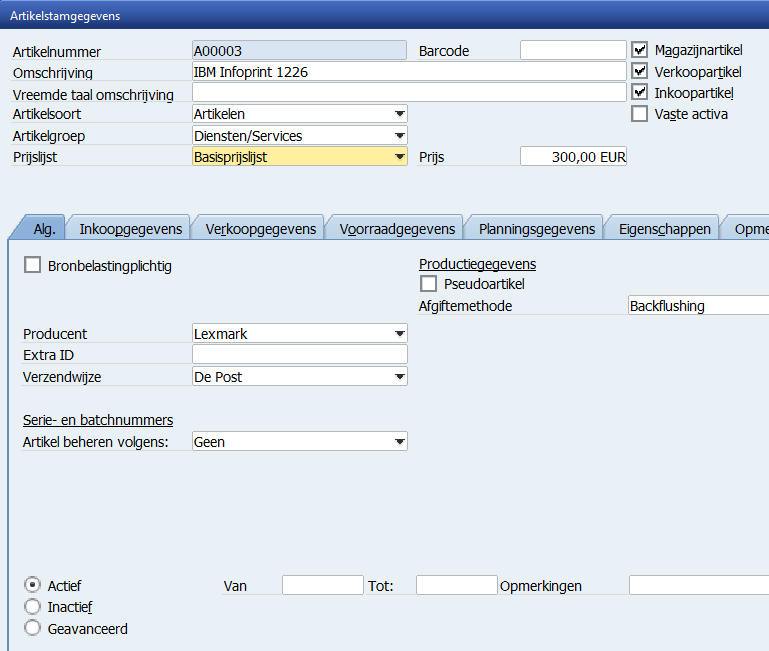 Artikelstamgegevens
Artikelnummer A00003 Barcode Magazijnartikel
Omschrijving IBM Infoprint 1226 Verkoopartikel
Vreemde taal omschrijving Inkoopartikel
Artikelsoort Artikelen Vaste activa
Artikelgroep Diensten/Services
Prijslijst Basisprijslijst Prijs 300,00 EUR
Alg. Inkoopgegevens Verkoopgegevens Voorraadgegevens Planningsgegevens Eigenschappen Opme
Bronbelastingplichtig Productiegegevens
Pseudoartikel
Afgiftemethode Backflushing
Producent Lexmark
Extra ID
Verzendwijze De Post
Serie- en batchnummers
Artikel beheren volgens: Geen
Actief Van Tot: Opmerkingen
Inactief
Geavanceerd